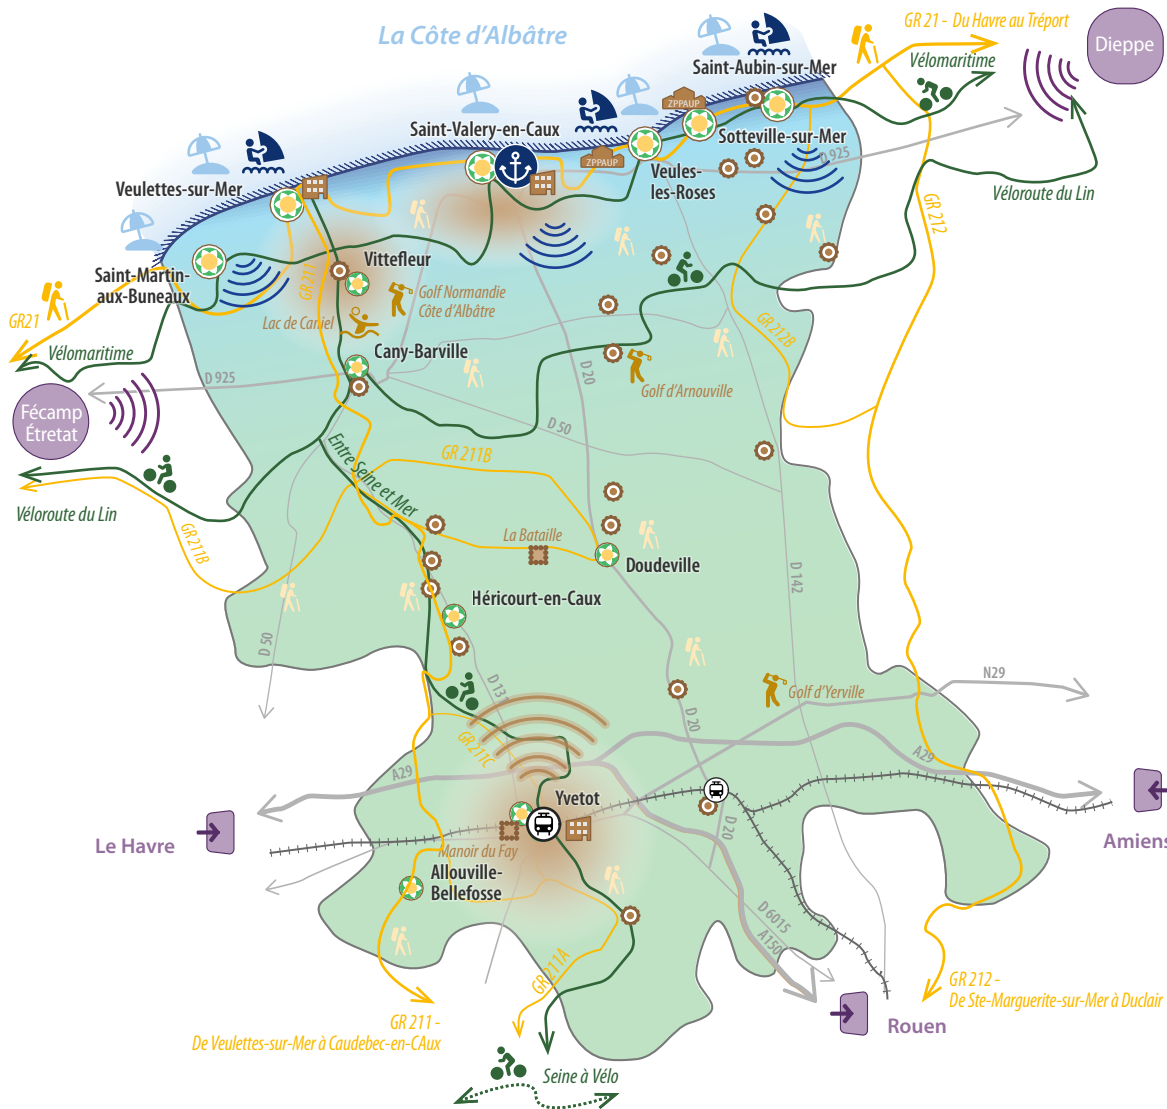 GR 21 - Du Havre au Tréport
Dieppe
La Côte d'Albâtre
Vélomaritime
Saint-Aubin-sur-Mer
ZPPAUP
Saint-Valery-en-Caux
Sotteville-sur-Mer
D 925
ZPPAUP
Veules-
les-Roses
Veulettes-sur-Mer
Véloroute du Lin
GR 212
Vittefleur
Saint-Martin-
aux-Buneaux
GR 211
Golf Normandie
Côte d'Albâtre
Lac de Caniel
GR21
GR 212B
Vélomaritime
Cany-Barville
D 925
D 20
Golf d'Arnouville
Fécamp
Étretat
D 50
Entre Seine et Mer
GR 211B
Véloroute du Lin
GR 211B
La Bataille
Doudeville
D 142
Héricourt-en-Caux
D 50
D 13
N29
Golf d'Yerville
D 20
GR 211C
A29
A29
Yvetot
D 20
Le Havre
Amiens
Manoir du Fay
Allouville-
Bellefosse
D 6015
A150
GR 211A
GR 212 -
De Ste-Marguerite-sur-Mer à Duclair
Rouen
GR 211 -
De Veulettes-sur-Mer à Caudebec-en-CAux
Seine à Vélo